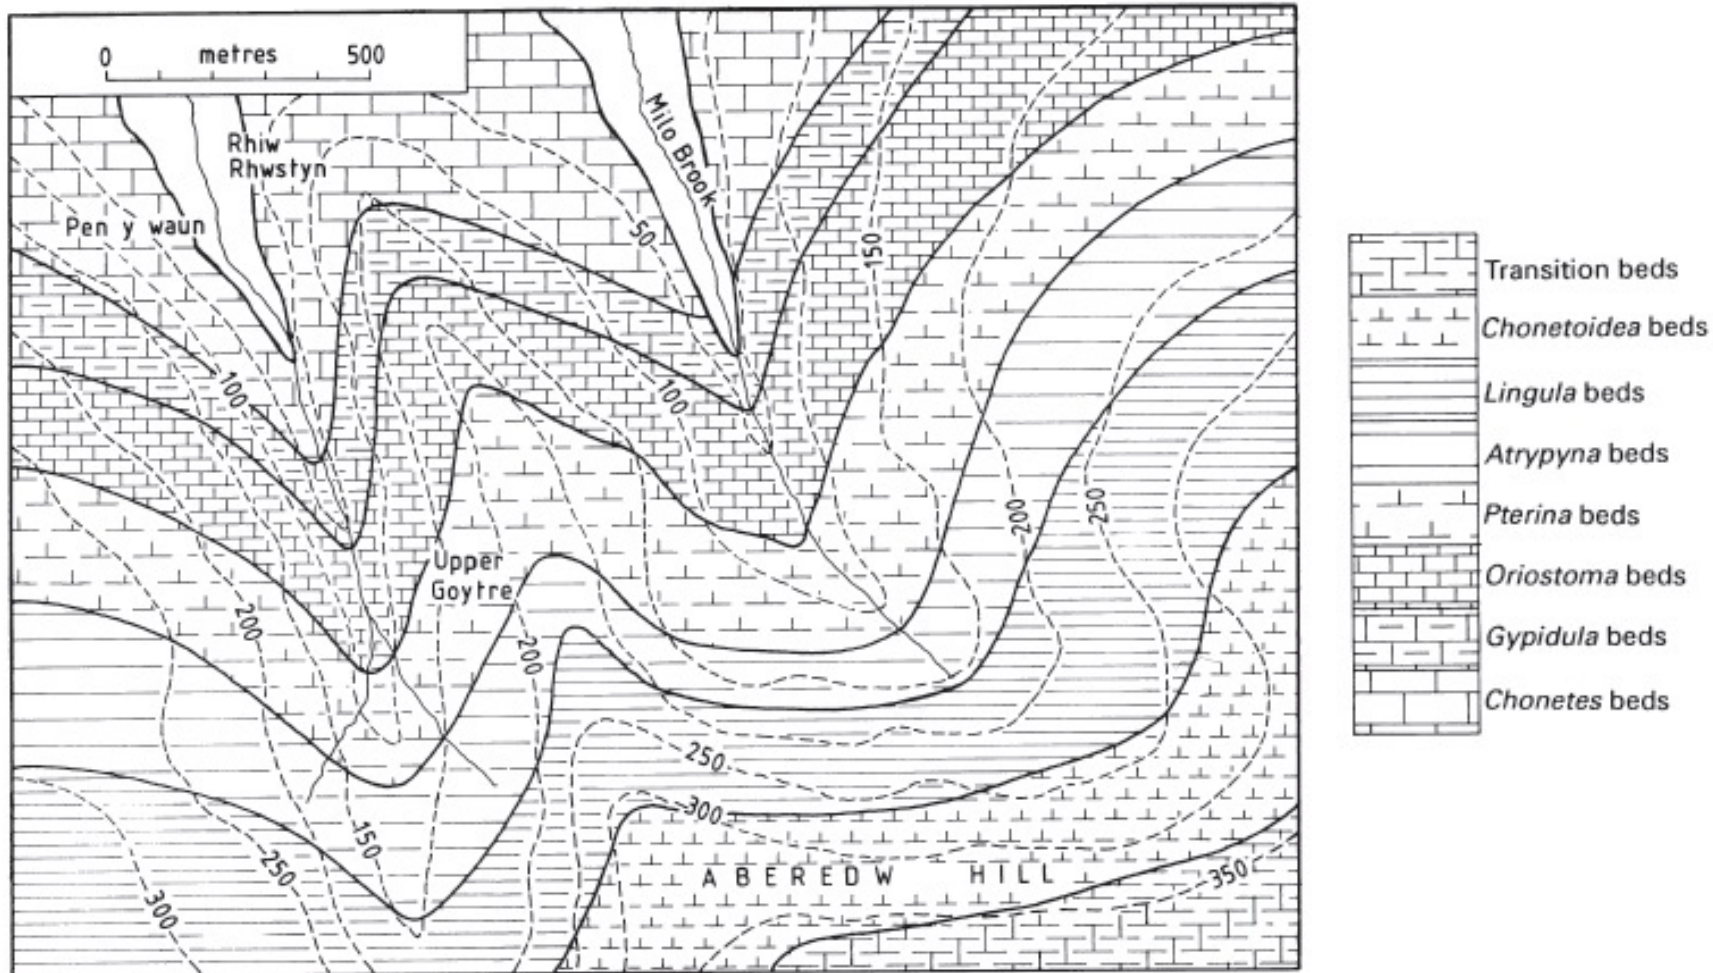 0 metres 500
Rhiw
Rhwstyn
Pen y waun
Milo Brook
50
150
100
100
Upper
Goytre
200
200
200
250
250
300
150
250
300
ABEREDW HILL
350
Transition beds
Chonetoidea beds
Lingula beds
Atrypyna beds
Pterina beds
Oriostoma beds
Gypidula beds
Chonetes beds